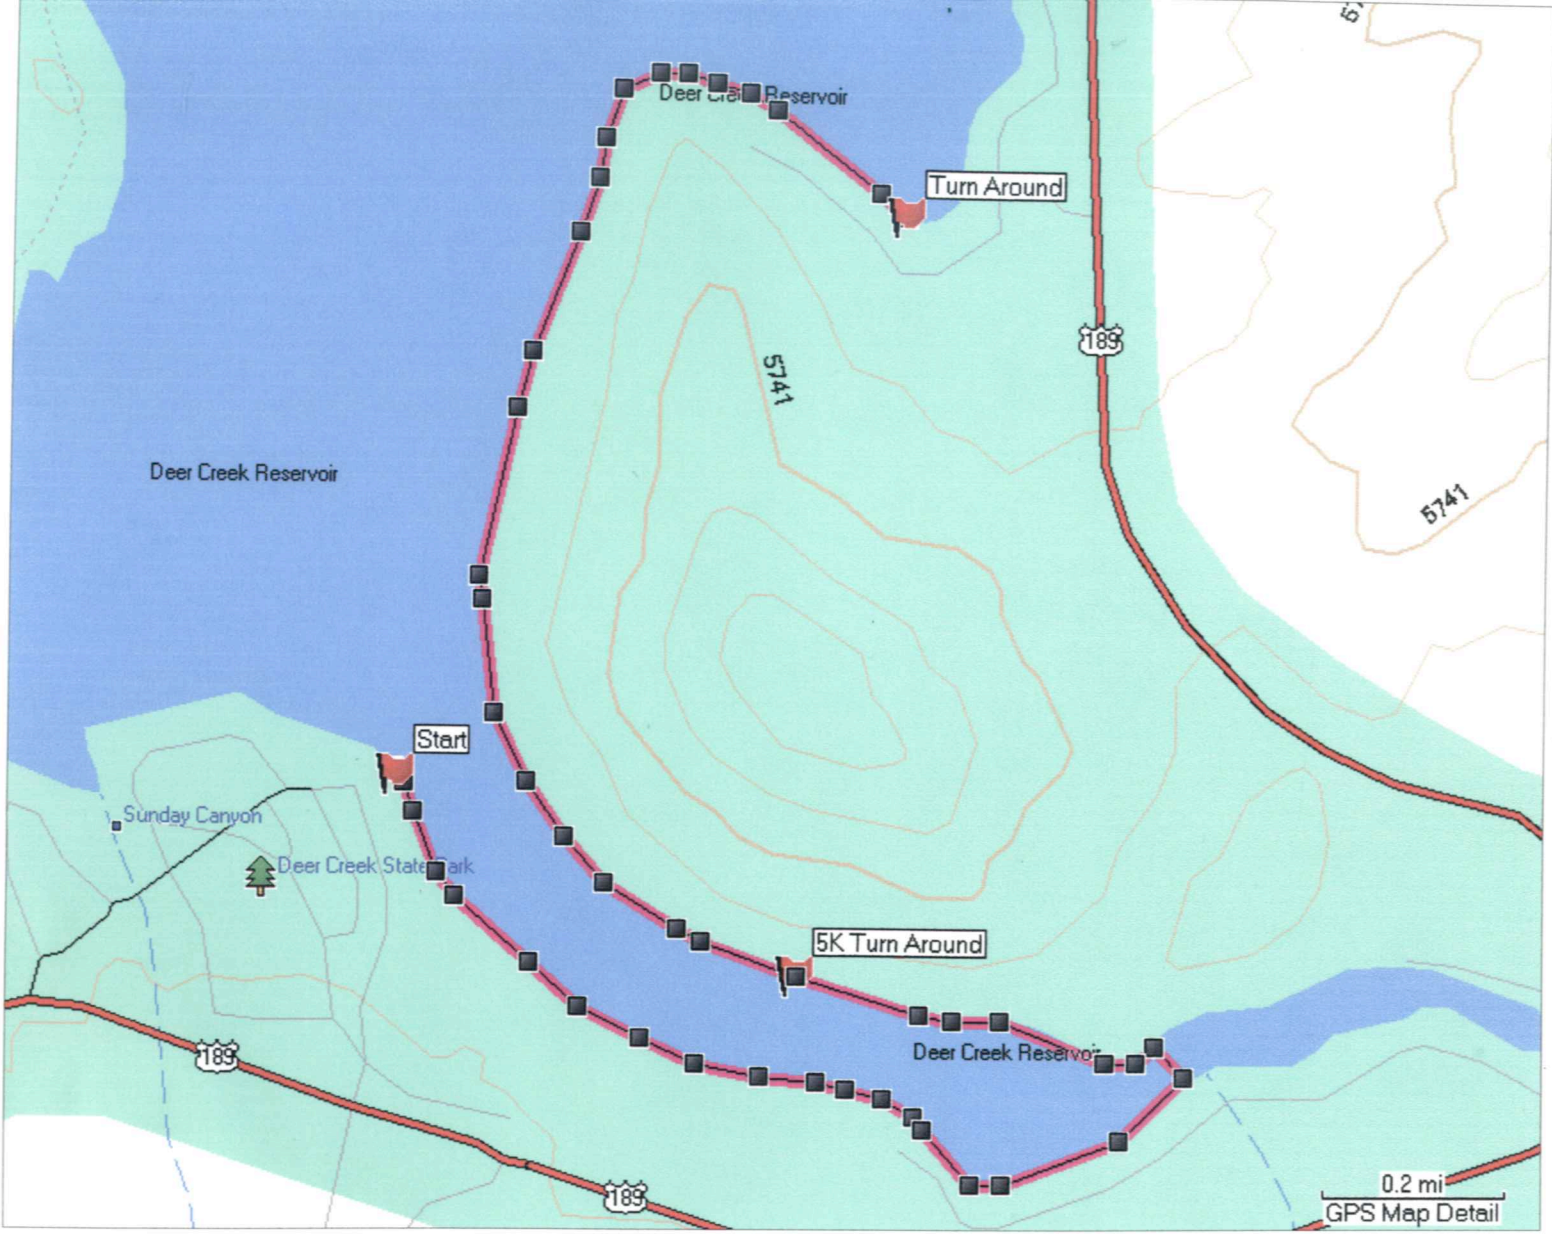 57
Deer Creek Reservoir
Turn Around
189
5741
Deer Creek Reservoir
5741
Start
Sunday Canyon
Deer Creek State Park
5K Turn Around
Deer Creek Reservoir
189
189
0.2 mi
GPS Map Detail